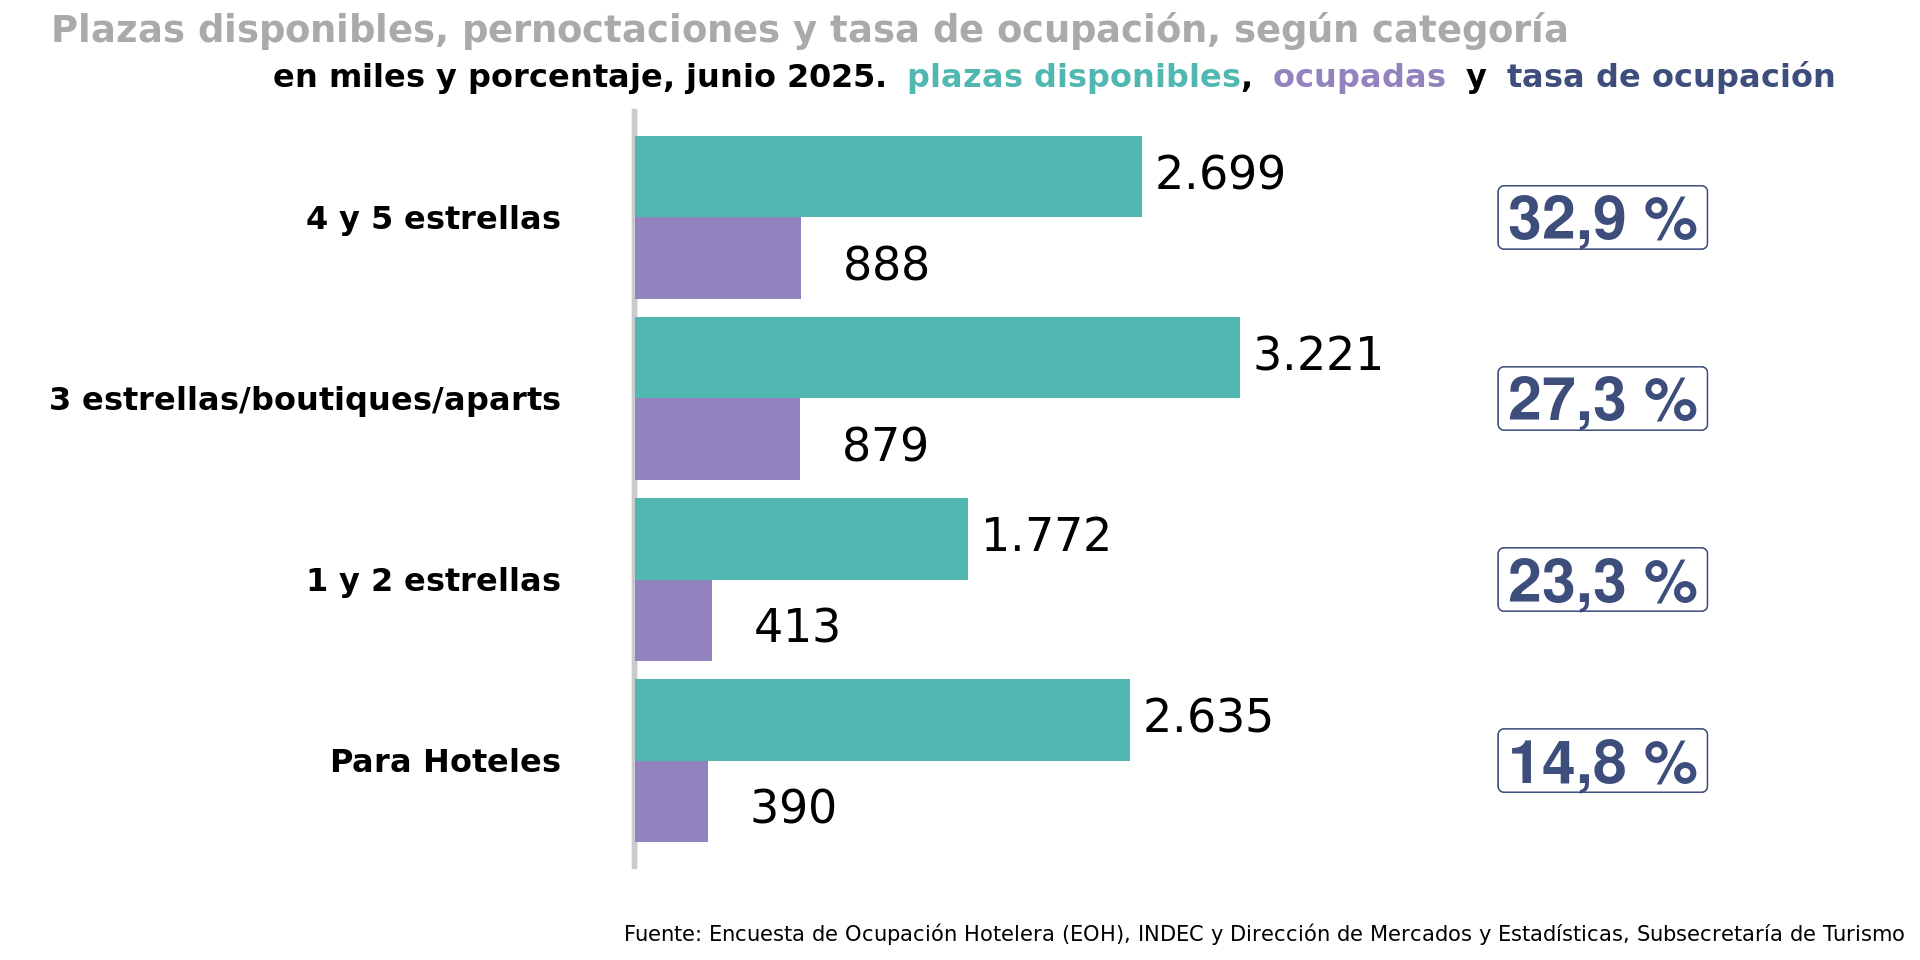 Plazas disponibles, pernoctaciones y tasa de ocupación, según categoría
en miles y porcentaje, junio 2025. plazas disponibles, ocupadas y tasa de ocupación
2.699
4 y 5 estrellas
32,9 %
888
3.221
3 estrellas/boutiques/aparts
27,3 %
879
1.772
1 y 2 estrellas
23,3 %
413
2.635
Para Hoteles
14,8 %
390
Fuente: Encuesta de Ocupación Hotelera (EOH), INDEC y Dirección de Mercados y Estadísticas, Subsecretaría de Turismo